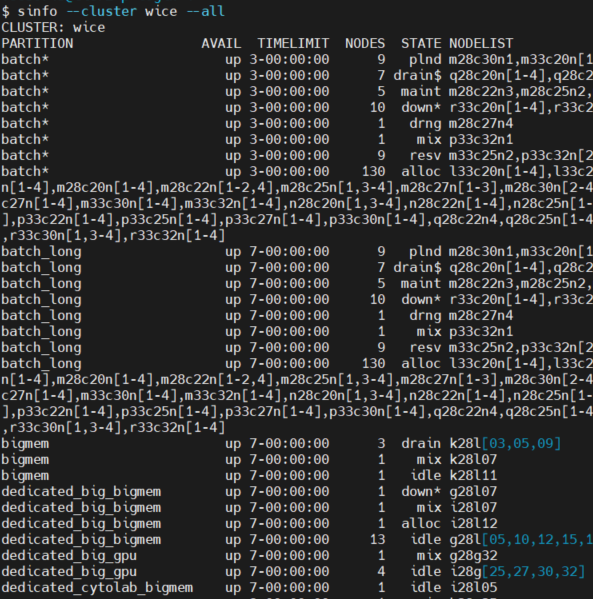 $ sinfo --cluster wice --all
CLUSTER: wice
PARTITION AVAIL TIMELIMIT NODES STATE NODELIST
batch* up 3-00:00:00 9 plnd m28c30n1,m33c20n[1
batch* up 3-00:00:00 7 drain$ q28c20n[1-4],q28c2
batch* up 3-00:00:00 5 maint m28c22n3,m28c25n2,
batch* up 3-00:00:00 10 down* r33c20n[1-4],r33c2
batch* up 3-00:00:00 1 drng m28c27n4
batch* up 3-00:00:00 1 mix p33c32n1
batch* up 3-00:00:00 9 resv m33c25n2,p33c32n[2
batch* up 3-00:00:00 130 alloc l33c20n[1-4],l33c2
n[1-4],m28c20n[1-4],m28c22n[1-2,4],m28c25n[1,3-4],m28c27n[1-3],m28c30n[2-4
c27n[1-4],m33c30n[1-4],m33c32n[1-4],n28c20n[1,3-4],n28c22n[1-4],n28c25n[1-
],p33c22n[1-4],p33c25n[1-4],p33c27n[1-4],p33c30n[1-4],q28c22n4,q28c25n[1-4
,r33c30n[1,3-4],r33c32n[1-4]
batch_long up 7-00:00:00 9 plnd m28c30n1,m33c20n[1
batch_long up 7-00:00:00 7 drain$ q28c20n[1-4],q28c2
batch_long up 7-00:00:00 5 maint m28c22n3,m28c25n2,
batch_long up 7-00:00:00 10 down* r33c20n[1-4],r33c2
batch_long up 7-00:00:00 1 drng m28c27n4
batch_long up 7-00:00:00 1 mix p33c32n1
batch_long up 7-00:00:00 9 resv m33c25n2,p33c32n[2
batch_long up 7-00:00:00 130 alloc l33c20n[1-4],l33c2
n[1-4],m28c20n[1-4],m28c22n[1-2,4],m28c25n[1,3-4],m28c27n[1-3],m28c30n[2-4
c27n[1-4],m33c30n[1-4],m33c32n[1-4],n28c20n[1,3-4],n28c22n[1-4],n28c25n[1-
],p33c22n[1-4],p33c25n[1-4],p33c27n[1-4],p33c30n[1-4],q28c22n4,q28c25n[1-4
,r33c30n[1,3-4],r33c32n[1-4]
bigmem up 7-00:00:00 3 drain k28l[03,05,09]
bigmem up 7-00:00:00 1 mix k28l07
bigmem up 7-00:00:00 1 idle k28l11
dedicated_big_bigmem up 7-00:00:00 1 down* g28l07
dedicated_big_bigmem up 7-00:00:00 1 mix i28l07
dedicated_big_bigmem up 7-00:00:00 1 alloc i28l12
dedicated_big_bigmem up 7-00:00:00 13 idle g28l[05,10,12,15,1
dedicated_big_gpu up 7-00:00:00 1 mix g28g32
dedicated_big_gpu up 7-00:00:00 4 idle i28g[25,27,30,32]
dedicated_cytolab_bigmem up 7-00:00:00 1 idle i28l05